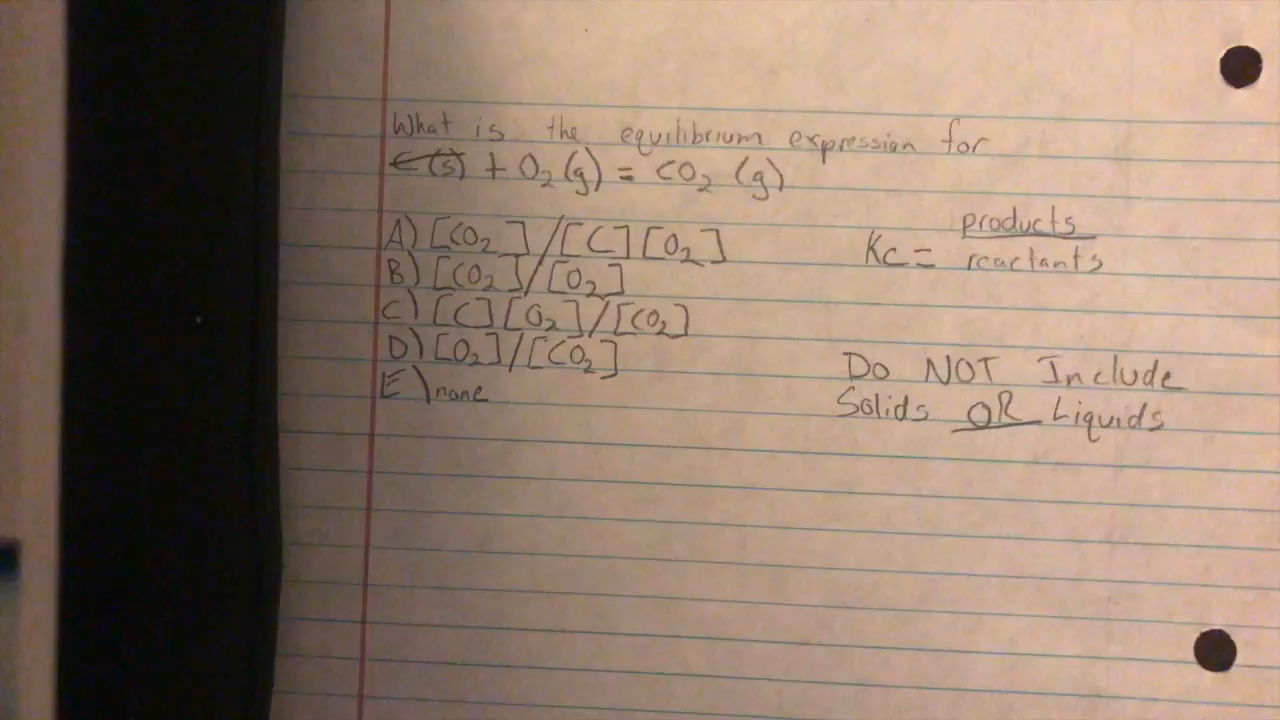 What is the equilibrium expression for
C(s) + O₂ (g) = CO₂ (g)
A) [CO₂]/[C][O₂]
B) [CO₂]/[O₂]
C) [C][O₂]/[CO₂]
D) [O₂]/[CO₂]
E) none
Kc = products
reactants
Do NOT Include
Solids OR Liquids